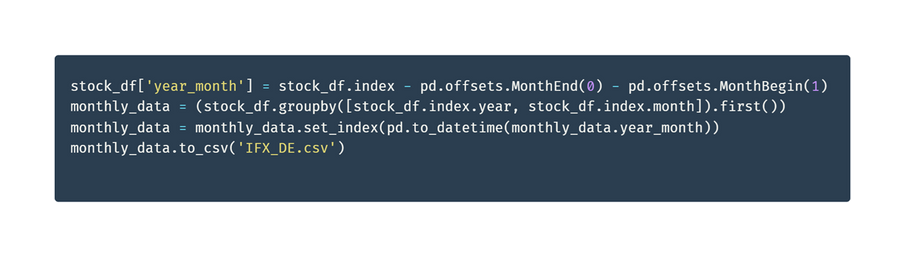 stock_df['year_month'] = stock_df.index - pd.offsets.MonthEnd(0) - pd.offsets.MonthBegin(1)
monthly_data = (stock_df.groupby([stock_df.index.year, stock_df.index.month]).first())
monthly_data = monthly_data.set_index(pd.to_datetime(monthly_data.year_month))
monthly_data.to_csv('IFX_DE.csv')